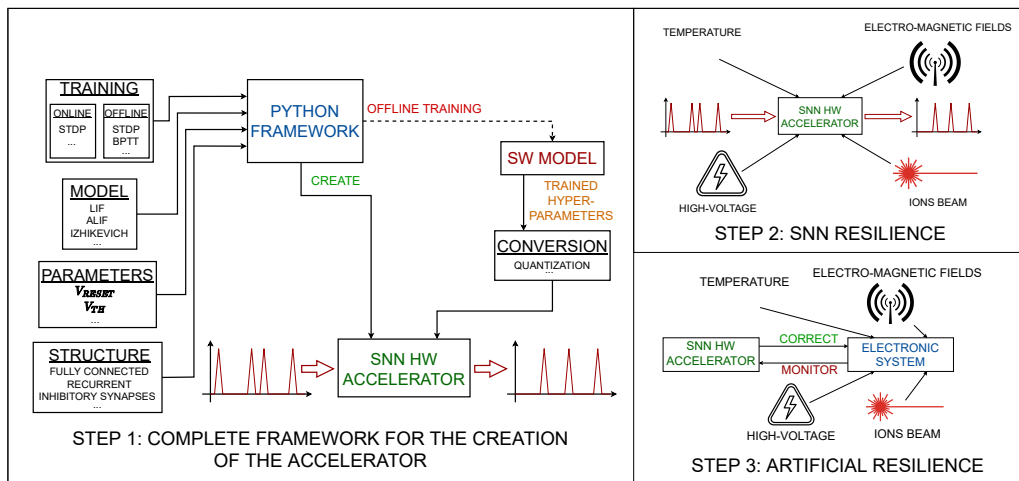 TRAINING
ONLINE
STDP
...
OFFLINE
STDP
BPTT
...
MODEL
LIF
ALIF
IZHIKEVICH
...
PARAMETERS
V_RESET
V_TH
...
STRUCTURE
FULLY CONNECTED
RECURRENT
INHIBITORY SYNAPSES
...
PYTHON
FRAMEWORK
OFFLINE TRAINING
CREATE
SW MODEL
TRAINED
HYPER-
PARAMETERS
CONVERSION
QUANTIZATION
...
SNN HW
ACCELERATOR
STEP 1: COMPLETE FRAMEWORK FOR THE CREATION
OF THE ACCELERATOR
TEMPERATURE
ELECTRO-MAGNETIC FIELDS
SNN HW
ACCELERATOR
HIGH-VOLTAGE
IONS BEAM
STEP 2: SNN RESILIENCE
TEMPERATURE
ELECTRO-MAGNETIC FIELDS
SNN HW
ACCELERATOR
CORRECT
MONITOR
ELECTRONIC
SYSTEM
HIGH-VOLTAGE
IONS BEAM
STEP 3: ARTIFICIAL RESILIENCE